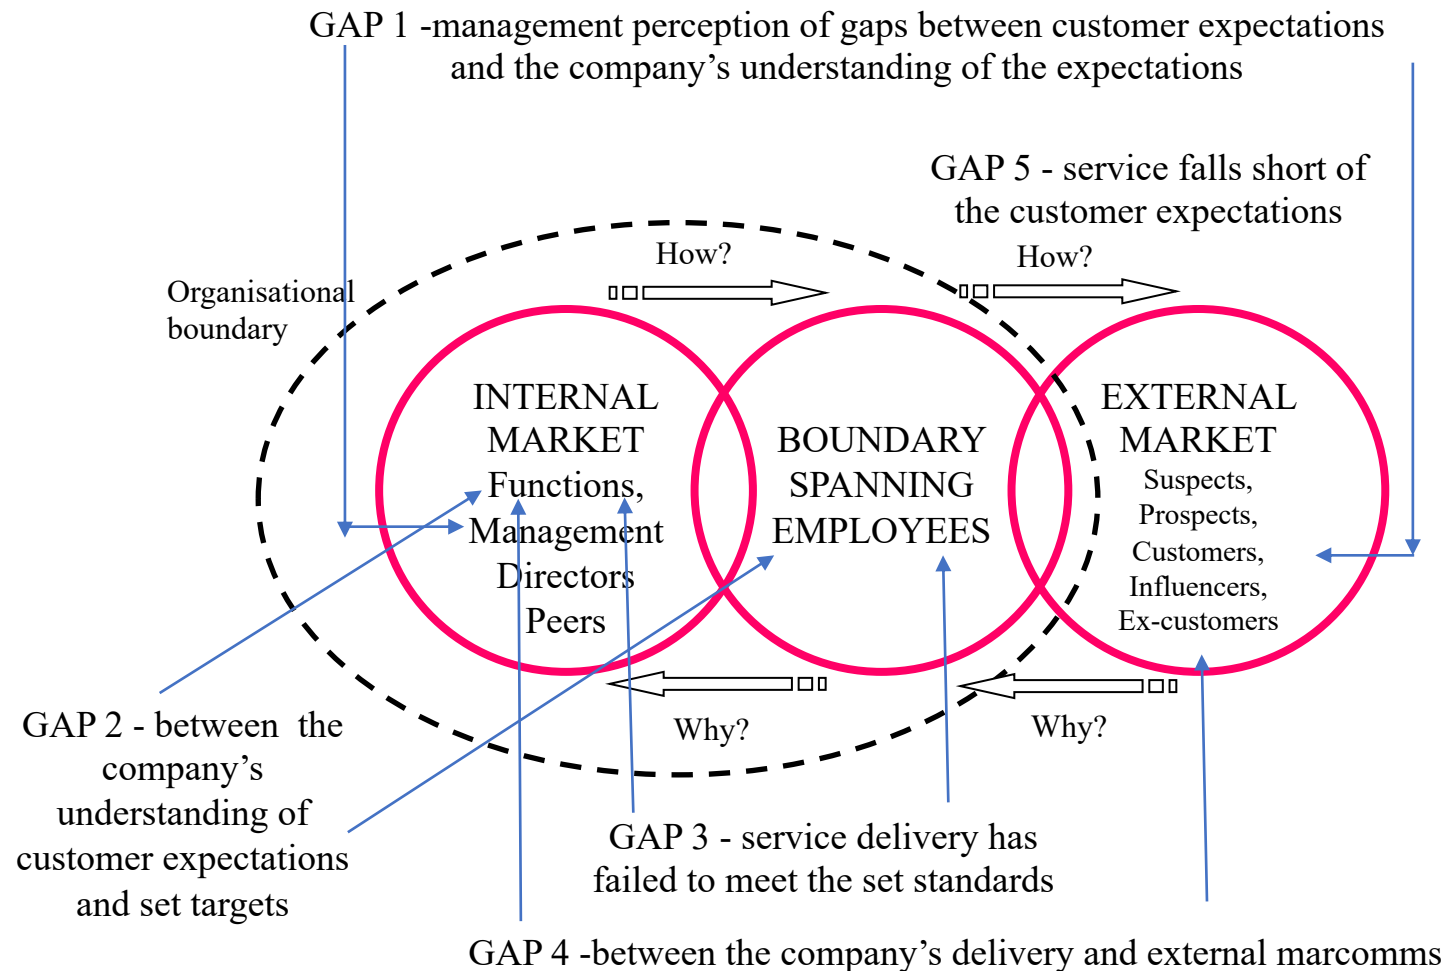 GAP 1 -management perception of gaps between customer expectations
and the company’s understanding of the expectations
GAP 5 - service falls short of
the customer expectations
How?
How?
Organisational
boundary
INTERNAL
MARKET
Functions,
Management
Directors
Peers
BOUNDARY
SPANNING
EMPLOYEES
EXTERNAL
MARKET
Suspects,
Prospects,
Customers,
Influencers,
Ex-customers
Why?
Why?
GAP 2 - between  the
company’s
understanding of
customer expectations
and set targets
GAP 3 - service delivery has
failed to meet the set standards
GAP 4 -between the company’s delivery and external marcomms